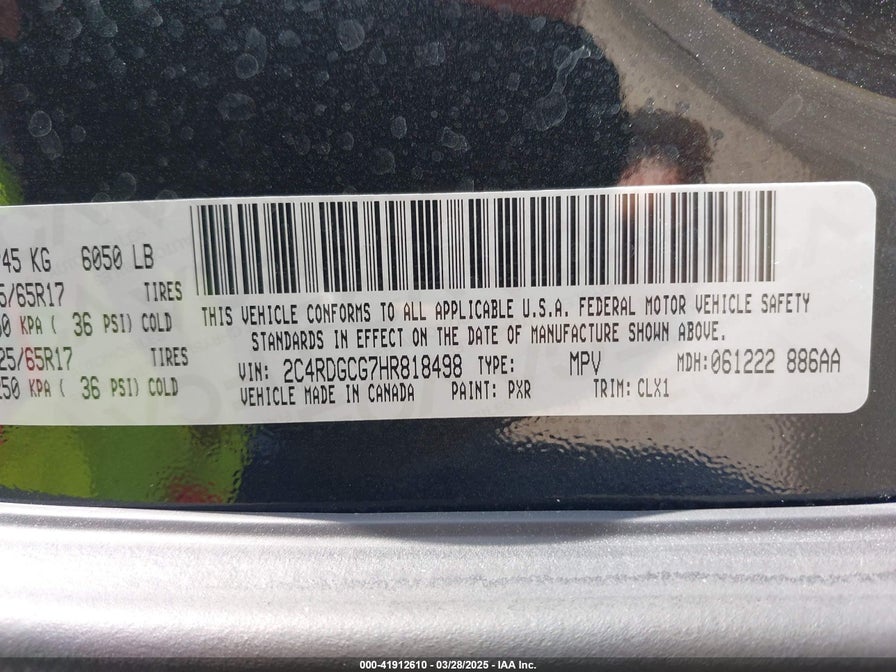 45 KG 6050 LB
5/65R17 TIRES
KPA ( 36 PSI) COLD
25/65R17 TIRES
250 KPA ( 36 PSI) COLD
THIS VEHICLE CONFORMS TO ALL APPLICABLE U.S.A. FEDERAL MOTOR VEHICLE SAFETY
STANDARDS IN EFFECT ON THE DATE OF MANUFACTURE SHOWN ABOVE.
VIN: 2C4RDGCG7HR818498 TYPE: MPV MDH:061222 886AA
VEHICLE MADE IN CANADA PAINT: PXR TRIM: CLX1
000-41912610 - 03/28/2025 - IAA Inc.